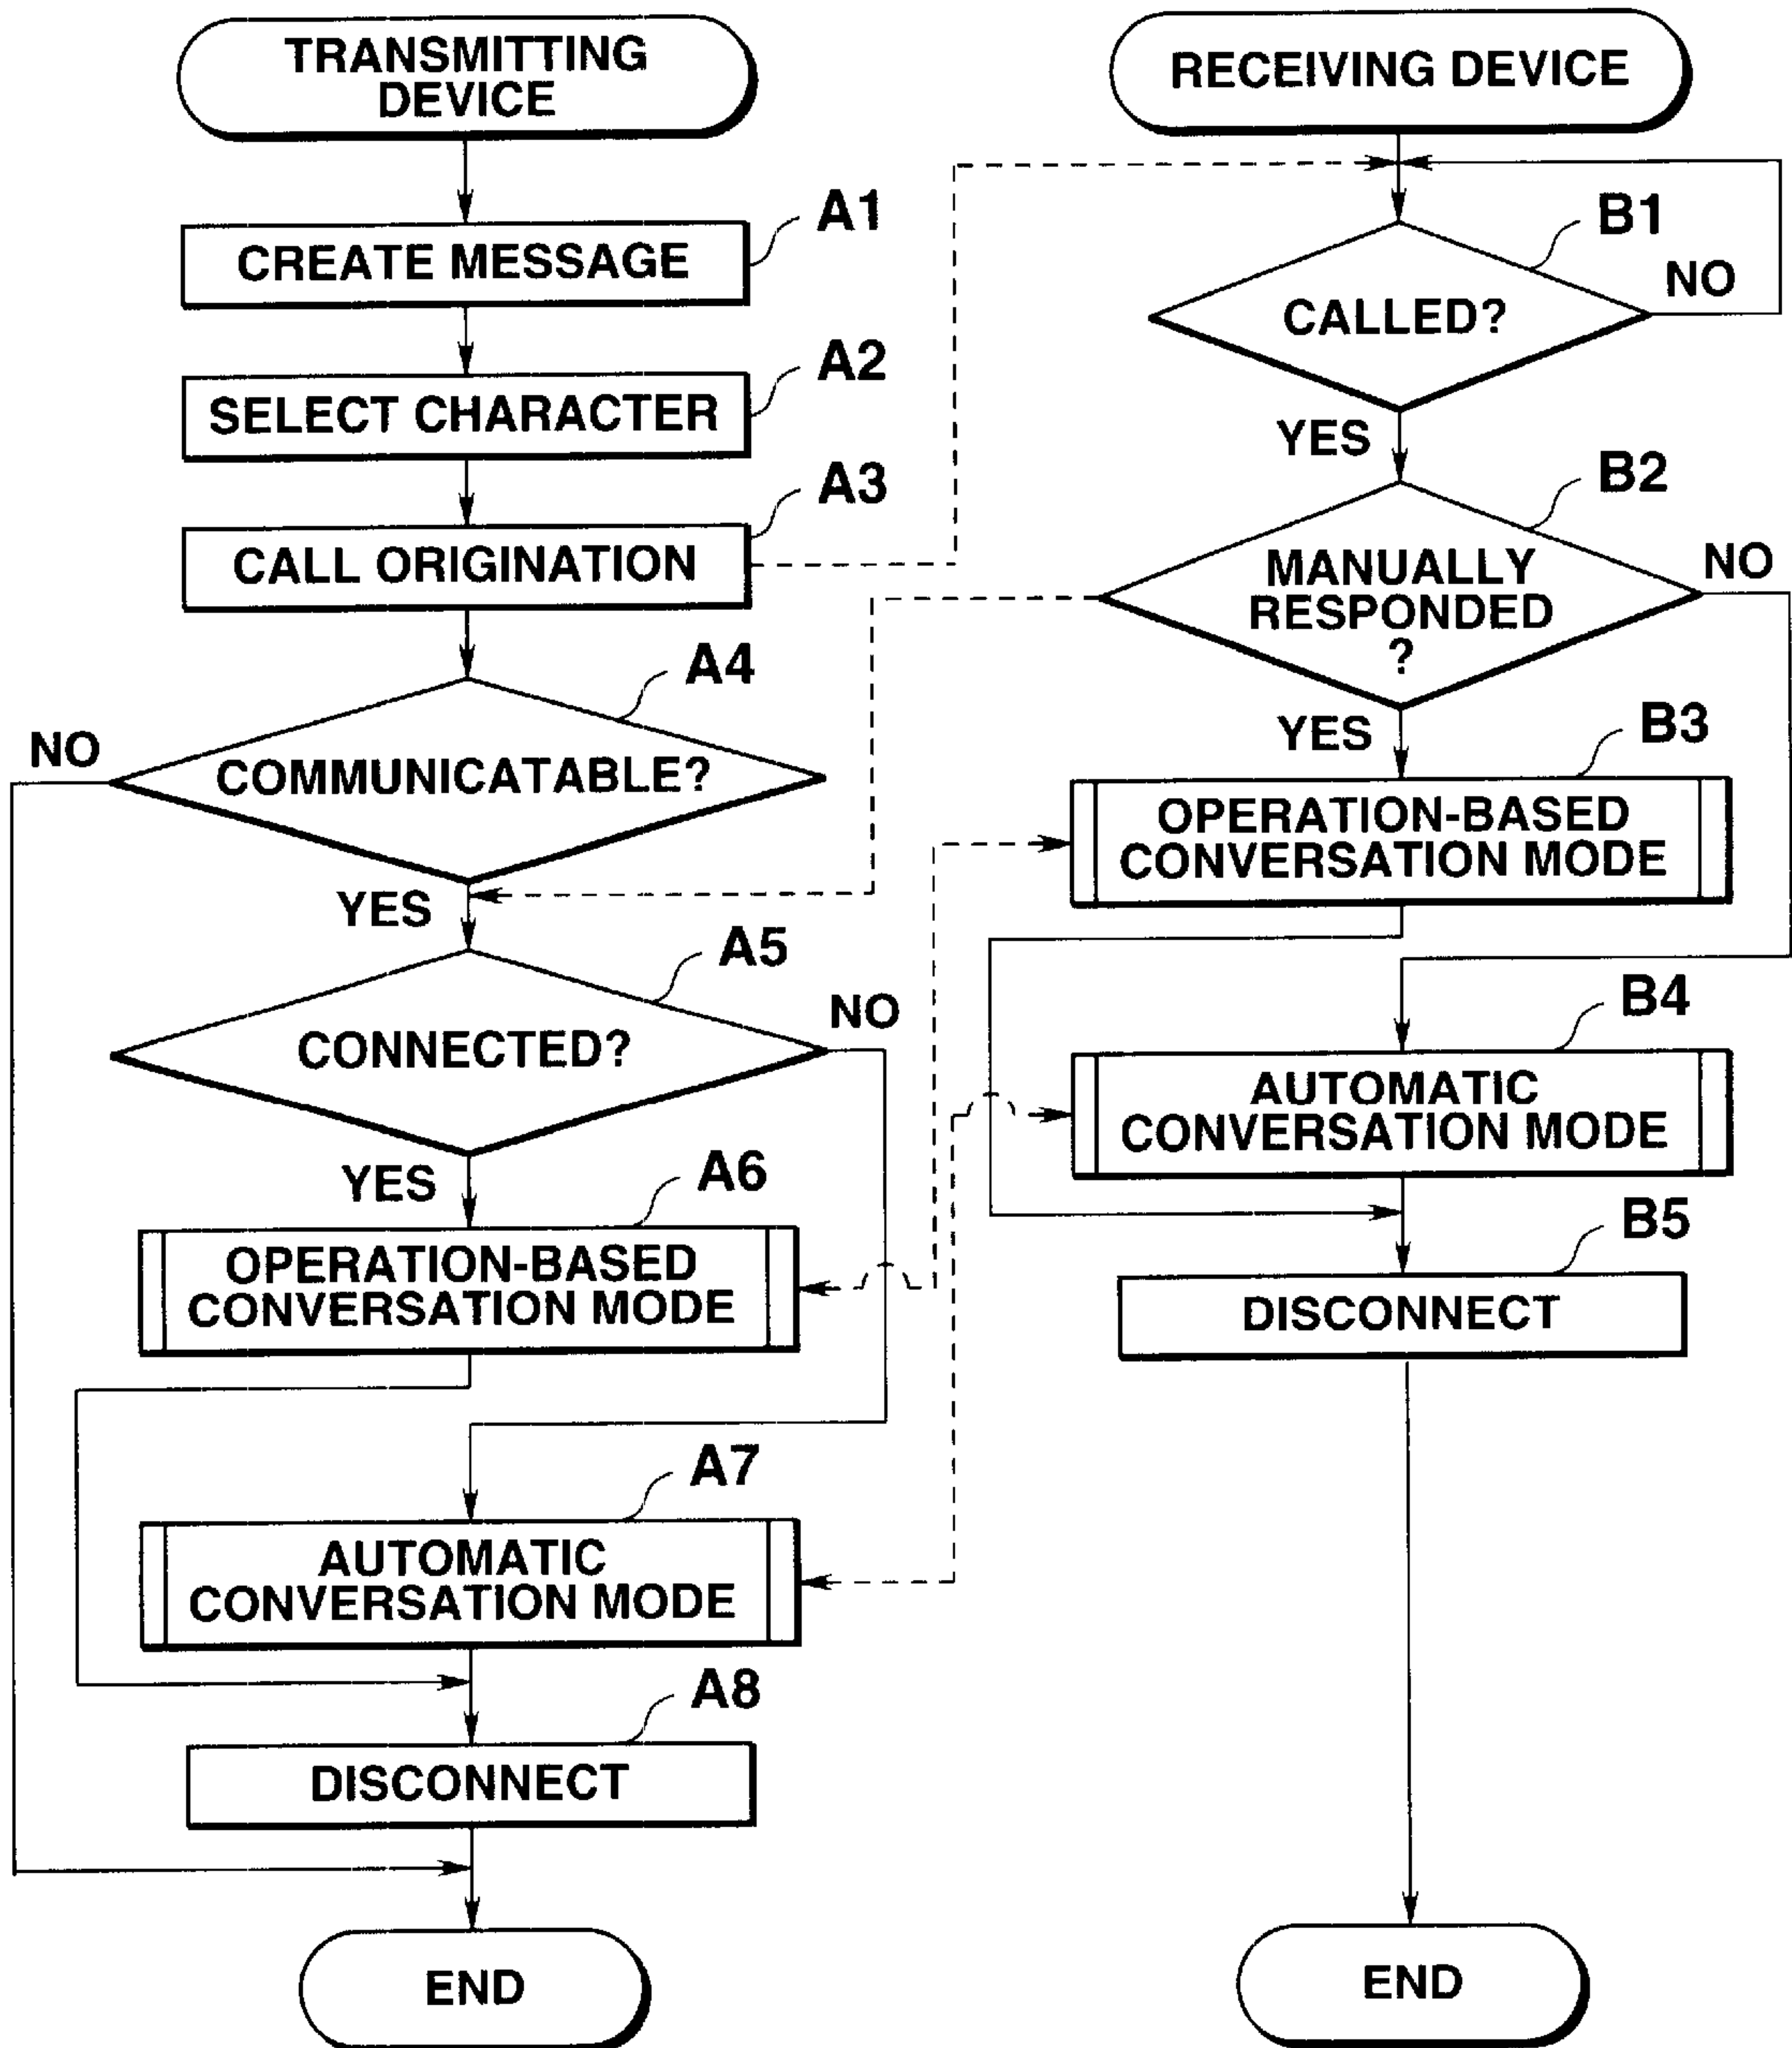 TRANSMITTING
DEVICE
A1
CREATE MESSAGE
A2
SELECT CHARACTER
A3
CALL ORIGINATION
A4
NO
COMMUNICATABLE?
YES
A5
NO
CONNECTED?
YES
A6
OPERATION-BASED
CONVERSATION MODE
A7
AUTOMATIC
CONVERSATION MODE
A8
DISCONNECT
END
RECEIVING DEVICE
B1
NO
CALLED?
YES
B2
NO
MANUALLY
RESPONDED
?
YES
B3
OPERATION-BASED
CONVERSATION MODE
B4
AUTOMATIC
CONVERSATION MODE
B5
DISCONNECT
END